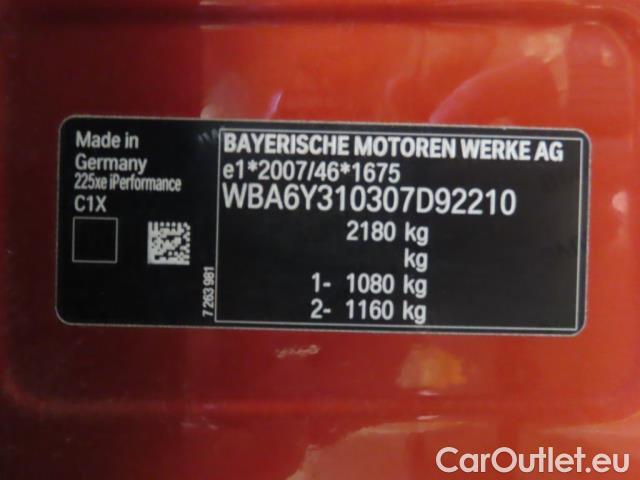 Made in
Germany
225xe iPerformance
C1X
7 263 981
BAYERISCHE MOTOREN WERKE AG
e1*2007/46*1675
WBA6Y310307D92210
2180 kg
kg
1- 1080 kg
2- 1160 kg
CarOutlet.eu